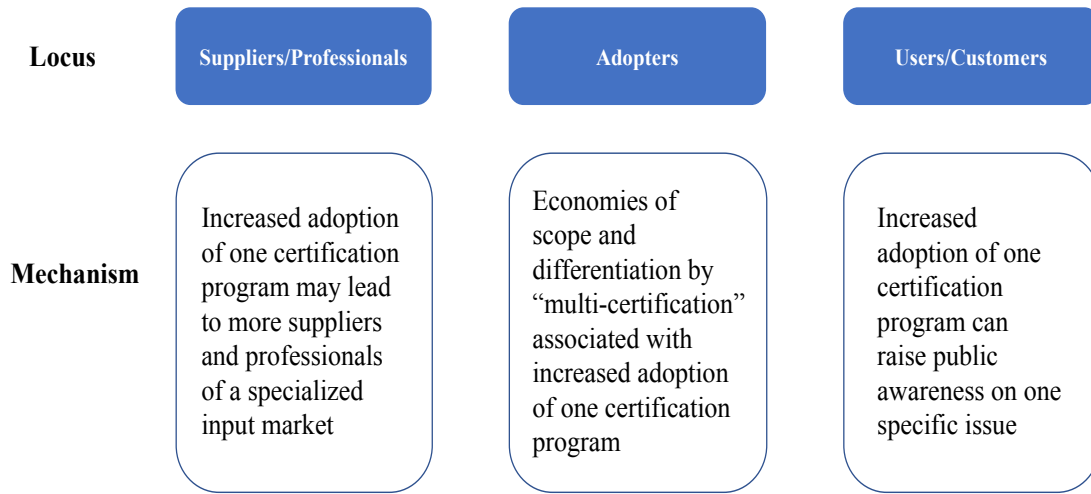 Locus
Suppliers/Professionals
Adopters
Users/Customers
Mechanism
Increased adoption
of one certification
program may lead
to more suppliers
and professionals
of a specialized
input market
Economies of
scope and
differentiation by
“multi-certification”
associated with
increased adoption
of one certification
program
Increased
adoption of one
certification
program can
raise public
awareness on one
specific issue